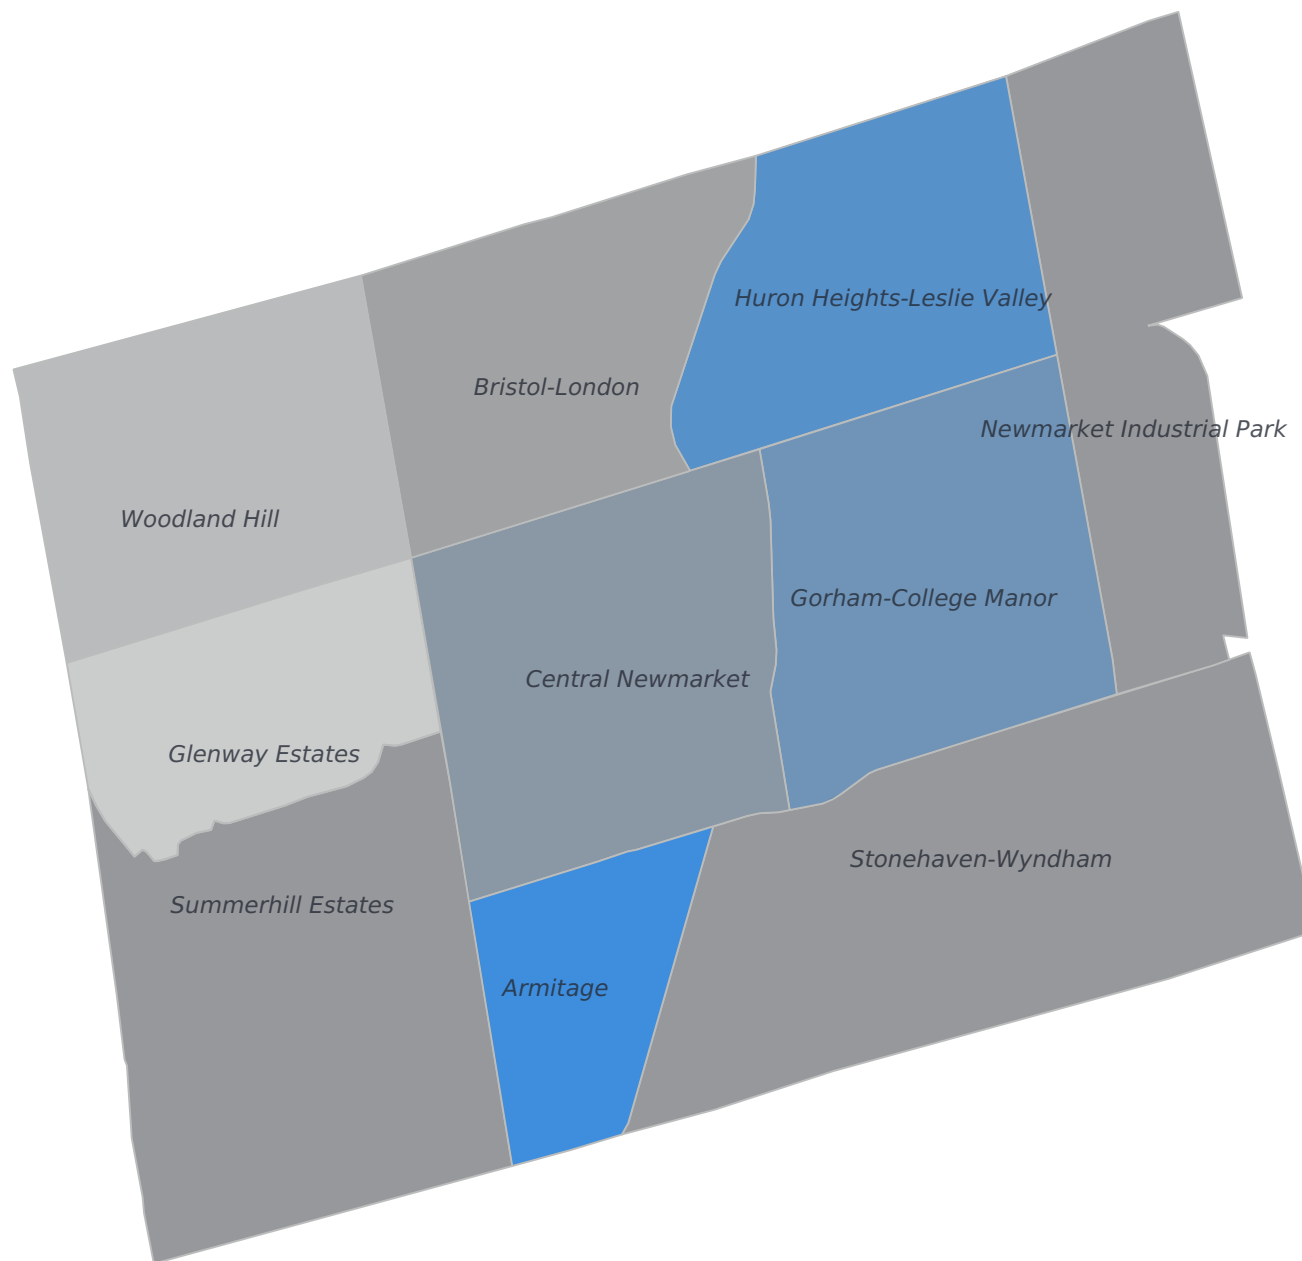 Huron Heights-Leslie Valley
Bristol-London
Newmarket Industrial Park
Woodland Hill
Gorham-College Manor
Central Newmarket
Glenway Estates
Stonehaven-Wyndham
Summerhill Estates
Armitage